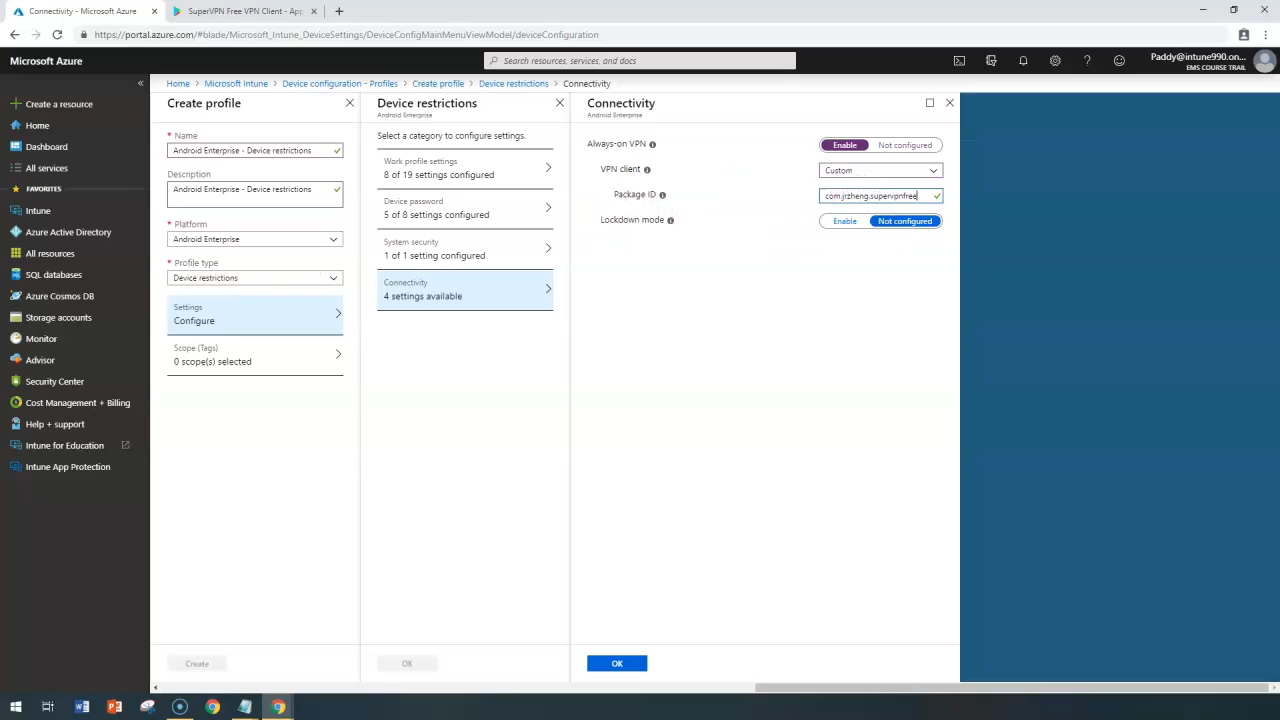 Connectivity - Microsoft Azure
SuperVPN Free VPN Client - App
https://portal.azure.com/#blade/Microsoft_Intune_DeviceSettings/DeviceConfigMainMenuViewModel/deviceConfiguration
Microsoft Azure
Search resources, services, and docs
Paddy@intune990.on...
EMS COURSE TRAIL
Home > Microsoft Intune > Device configuration - Profiles > Create profile > Device restrictions > Connectivity
Create a resource
Home
Dashboard
All services
FAVORITES
Intune
Azure Active Directory
All resources
SQL databases
Azure Cosmos DB
Storage accounts
Monitor
Advisor
Security Center
Cost Management + Billing
Help + support
Intune for Education
Intune App Protection
Create profile
* Name
Android Enterprise - Device restrictions
Description
Android Enterprise - Device restrictions
* Platform
Android Enterprise
* Profile type
Device restrictions
Settings
Configure
Scope (Tags)
0 scope(s) selected
Create
Device restrictions
Android Enterprise
Select a category to configure settings.
Work profile settings
8 of 19 settings configured
Device password
5 of 8 settings configured
System security
1 of 1 setting configured
Connectivity
4 settings available
OK
Connectivity
Android Enterprise
Always-on VPN
Enable
Not configured
VPN client
Custom
Package ID
com.jrzheng.supervpnfree
Lockdown mode
Enable
Not configured
OK